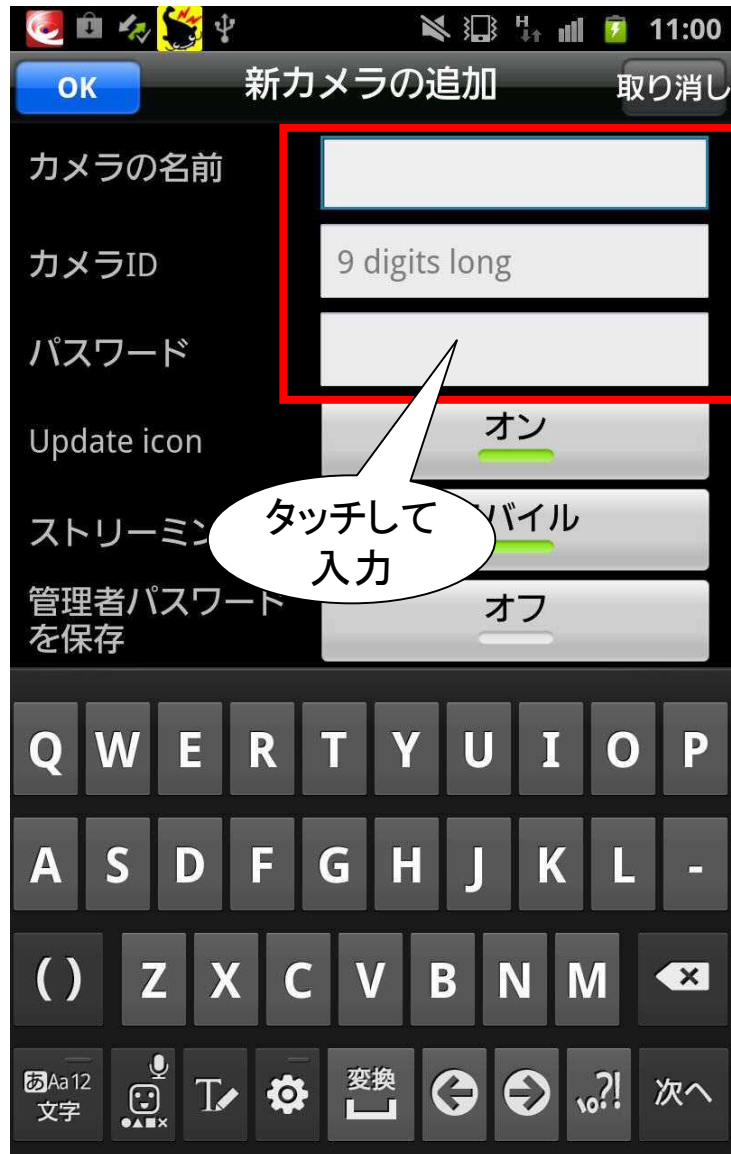 11:00
OK
新カメラの追加
取り消し
カメラの名前
カメラID
9 digits long
パスワード
Update icon
オン
ストリーミン
バイル
タッチして
入力
管理者パスワード
を保存
オフ
Q W E R T Y U I O P
A S D F G H J K L -
( ) Z X C V B N M
あAa12
文字
変換
.,?!
次へ